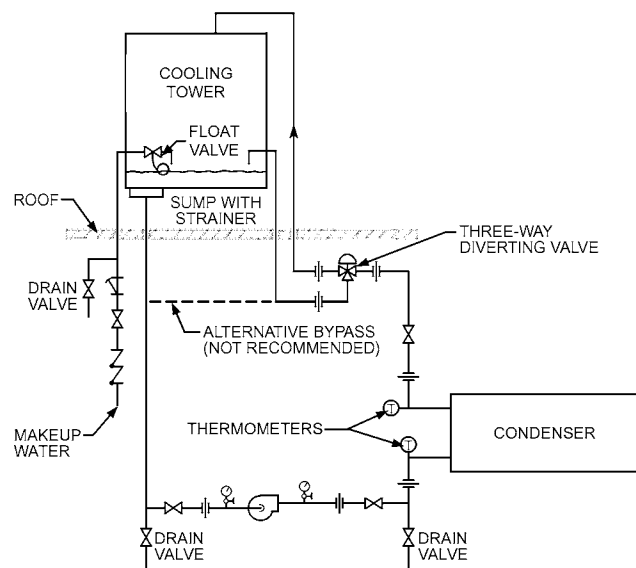 COOLING
TOWER
FLOAT
VALVE
SUMP WITH
STRAINER
ROOF
THREE-WAY
DIVERTING VALVE
DRAIN
VALVE
ALTERNATIVE BYPASS
(NOT RECOMMENDED)
MAKEUP
WATER
THERMOMETERS
T
T
CONDENSER
DRAIN
VALVE
DRAIN
VALVE